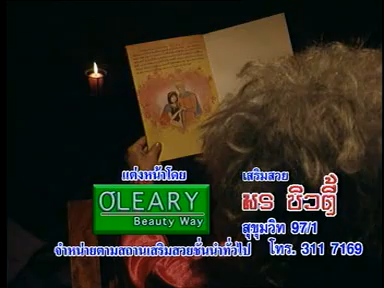 แต่งหน้าโดย
O'LEARY
Beauty Way
เสริมสวย
มธ บิวตี้
สุขุมวิท 97/1
จำหน่ายตามสถานเสริมสวยชั้นนำทั่วไป โทร. 311 7169